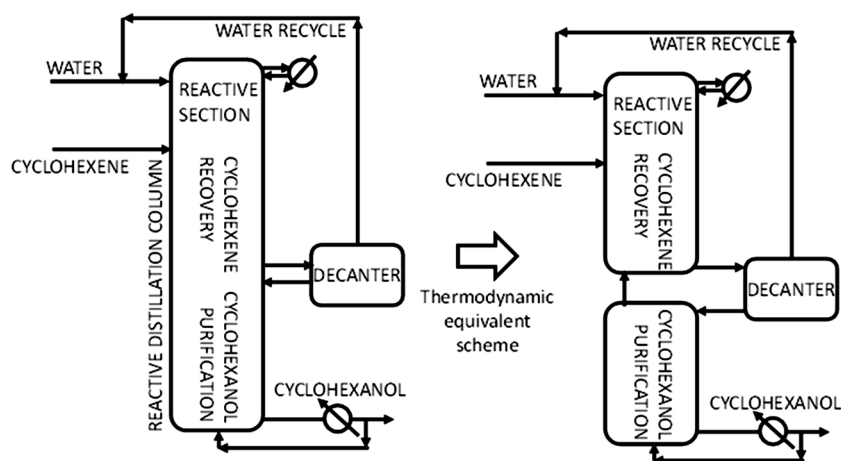 WATER RECYCLE
WATER
REACTIVE
SECTION
CYCLOHEXENE
CYCLOHEXENE
RECOVERY
REACTIVE DISTILLATION COLUMN
DECANTER
CYCLOHEXANOL
PURIFICATION
CYCLOHEXANOL
Thermodynamic
equivalent
scheme
WATER RECYCLE
WATER
REACTIVE
SECTION
CYCLOHEXENE
CYCLOHEXENE
RECOVERY
DECANTER
CYCLOHEXANOL
PURIFICATION
CYCLOHEXANOL